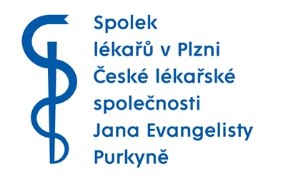 Spolek
lékařů v Plzni
České lékařské
společnosti
Jana Evangelisty
Purkyně